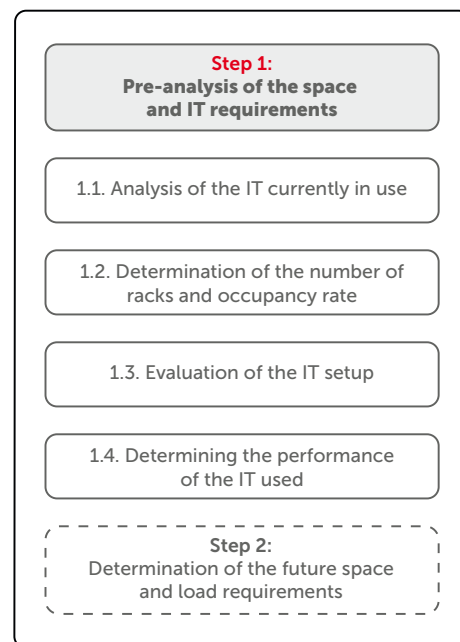 Step 1:
Pre-analysis of the space
and IT requirements
1.1. Analysis of the IT currently in use
1.2. Determination of the number of
racks and occupancy rate
1.3. Evaluation of the IT setup
1.4. Determining the performance
of the IT used
Step 2:
Determination of the future space
and load requirements